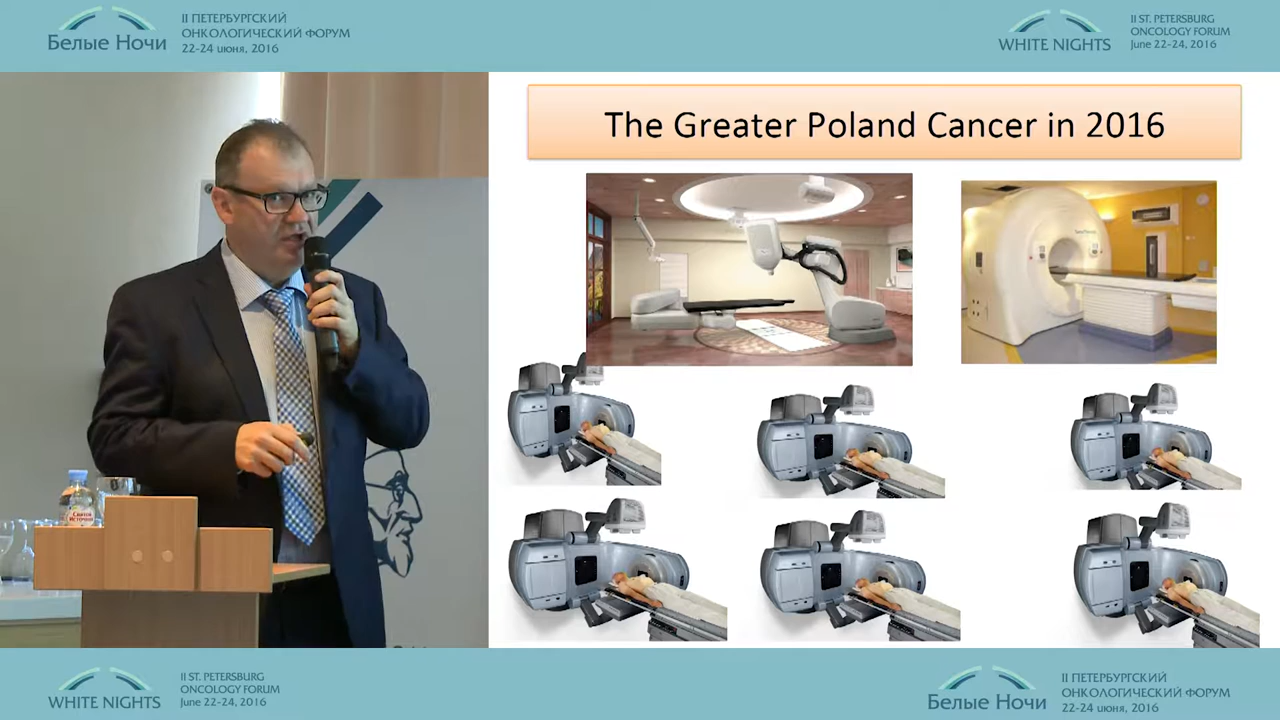 Белые Ночи
II ПЕТЕРБУРГСКИЙ
ОНКОЛОГИЧЕСКИЙ ФОРУМ
22-24 июня, 2016
WHITE NIGHTS
II ST. PETERSBURG
ONCOLOGY FORUM
June 22-24, 2016
The Greater Poland Cancer in 2016
Святой
Источник
WHITE NIGHTS
II ST. PETERSBURG
ONCOLOGY FORUM
June 22-24, 2016
Белые Ночи
II ПЕТЕРБУРГСКИЙ
ОНКОЛОГИЧЕСКИЙ ФОРУМ
22-24 июня, 2016